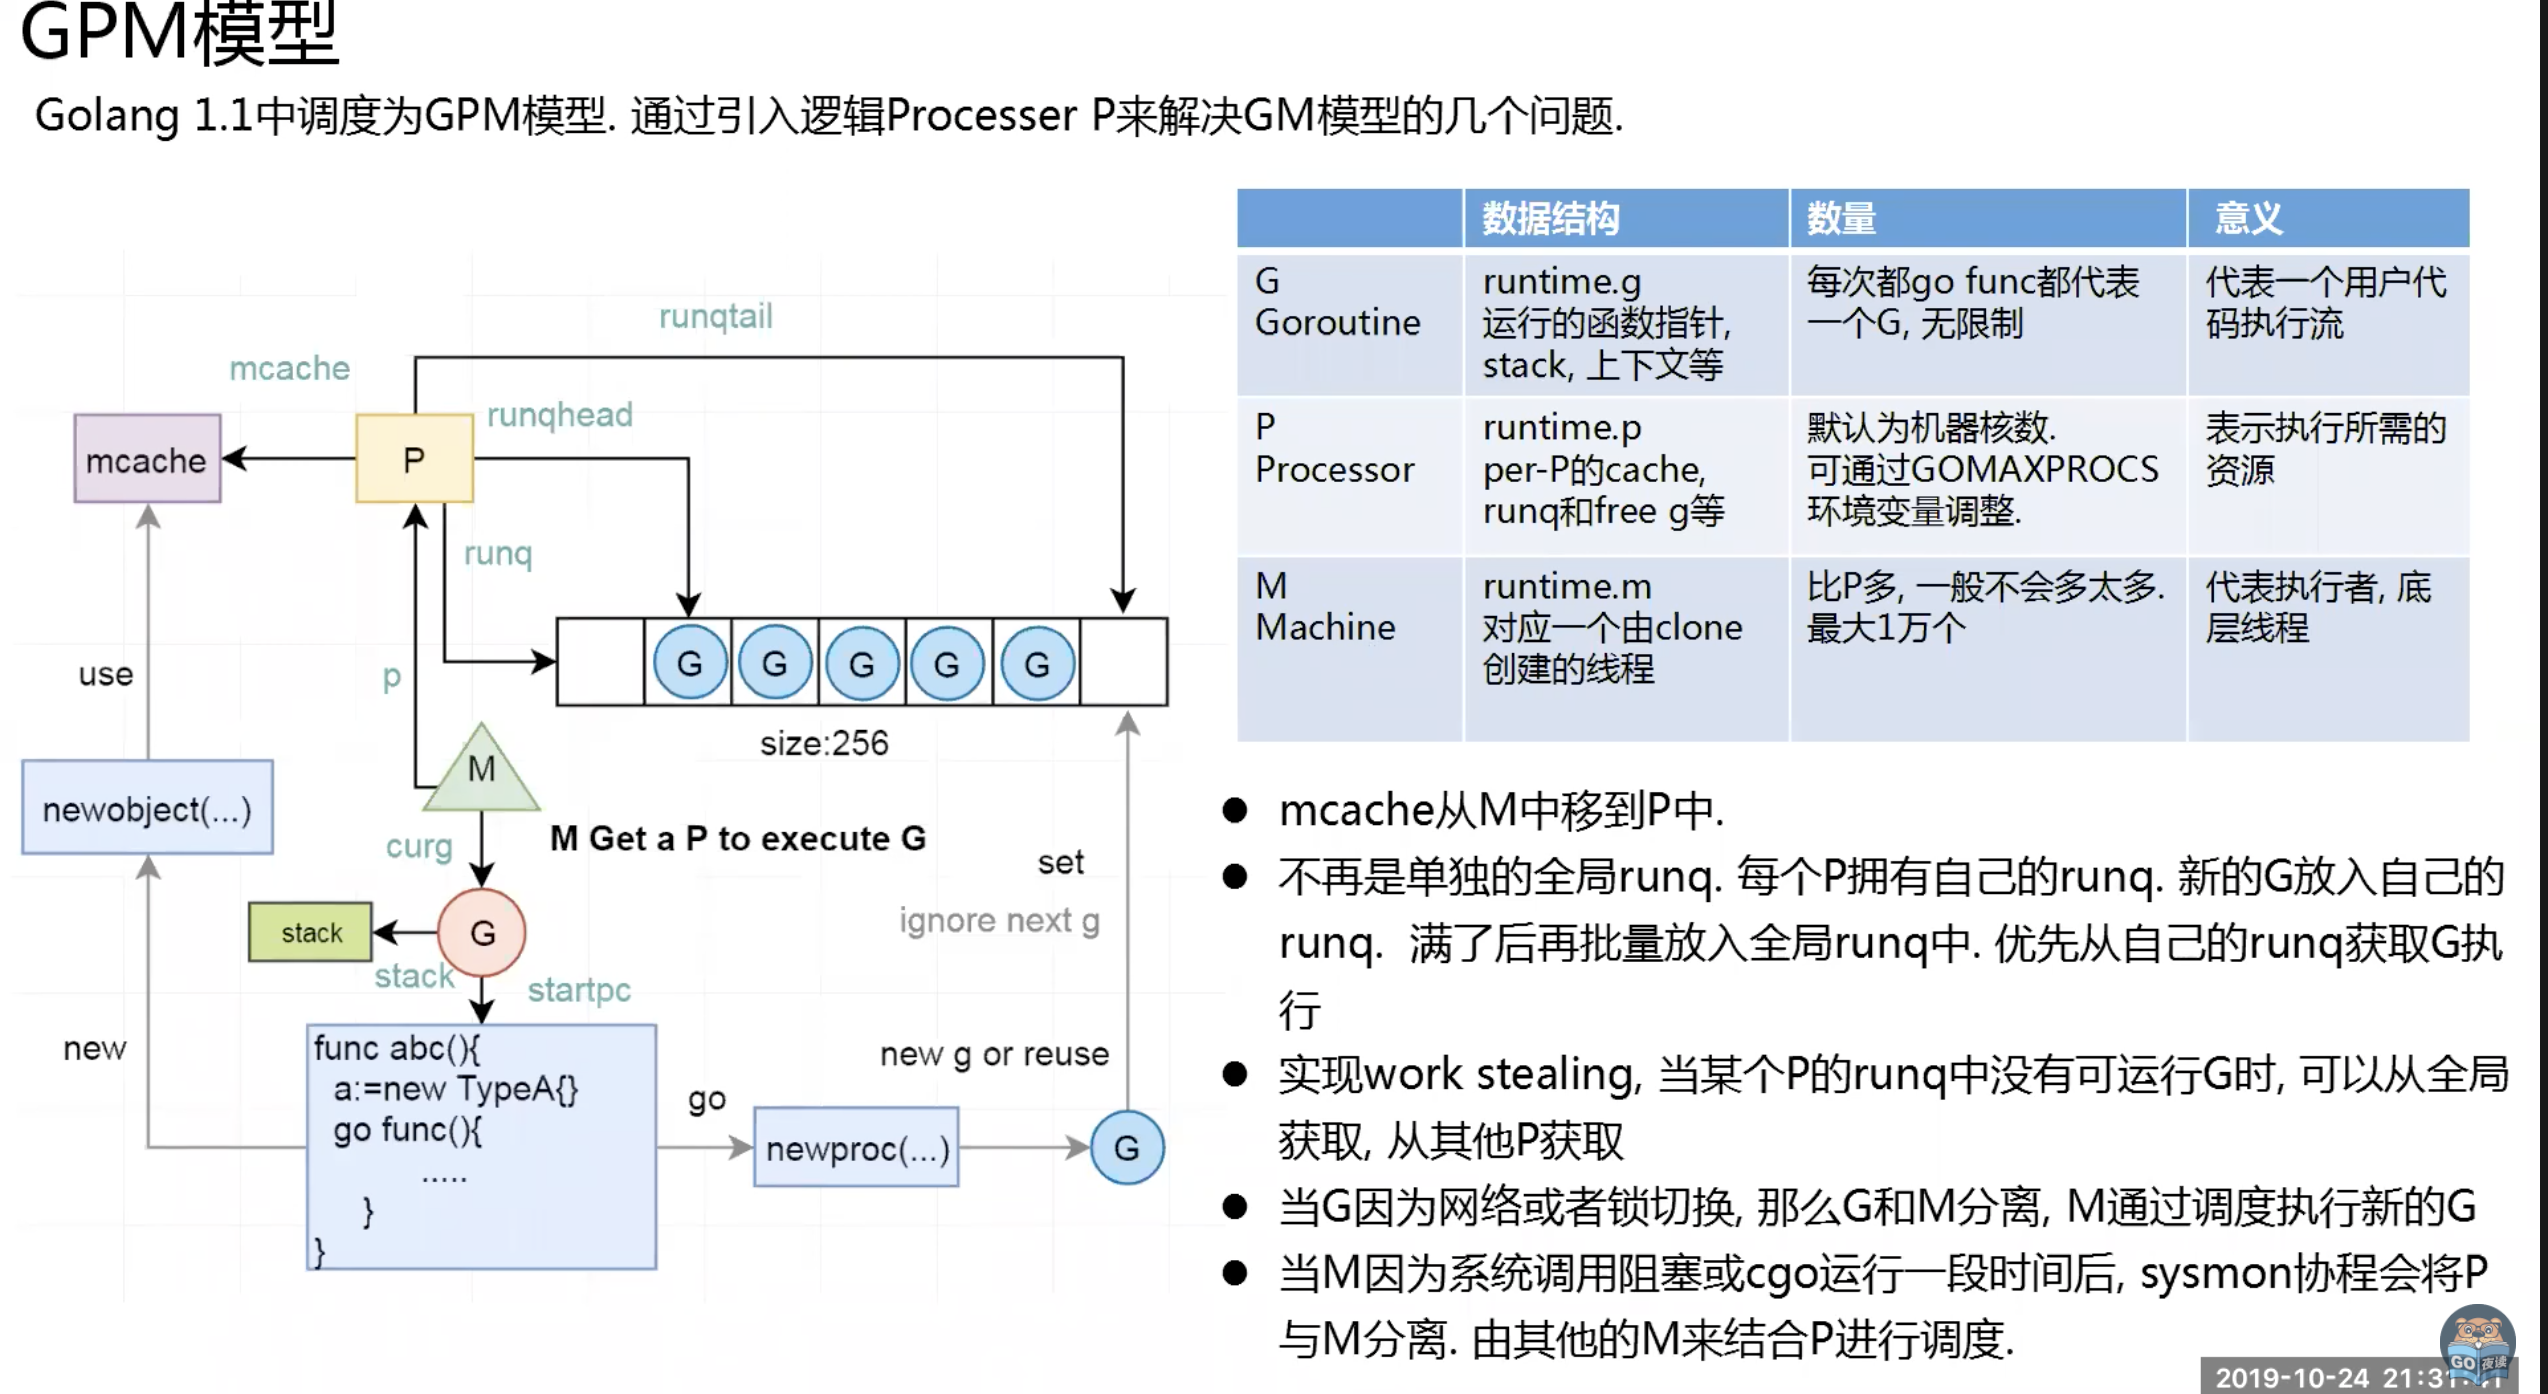 GPM模型
Golang 1.1中调度为GPM模型. 通过引入逻辑Processer P来解决GM模型的几个问题.
runqtail
mcache
runqhead
mcache
P
runq
G G G G G
size:256
use
p
M
newobject(...)
curg
M Get a P to execute G
set
ignore next g
stack
G
stack
startpc
new
func abc(){
a:=new TypeA{}
go func(){
.....
}
}
go
new g or reuse
newproc(...)
G
数据结构 数量 意义
G
Goroutine
runtime.g
运行的函数指针,
stack, 上下文等
每次都go func都代表
一个G, 无限制
代表一个用户代
码执行流
P
Processor
runtime.p
per-P的cache,
runq和free g等
默认为机器核数.
可通过GOMAXPROCS
环境变量调整.
表示执行所需的
资源
M
Machine
runtime.m
对应一个由clone
创建的线程
比P多, 一般不会多太多.
最大1万个
代表执行者, 底
层线程
● mcache从M中移到P中.
● 不再是单独的全局runq. 每个P拥有自己的runq. 新的G放入自己的
runq. 满了后再批量放入全局runq中. 优先从自己的runq获取G执
行
● 实现work stealing, 当某个P的runq中没有可运行G时, 可以从全局
获取, 从其他P获取
● 当G因为网络或者锁切换, 那么G和M分离, M通过调度执行新的G
● 当M因为系统调用阻塞或cgo运行一段时间后, sysmon协程会将P
与M分离. 由其他的M来结合P进行调度.
GO 夜读
2019-10-24